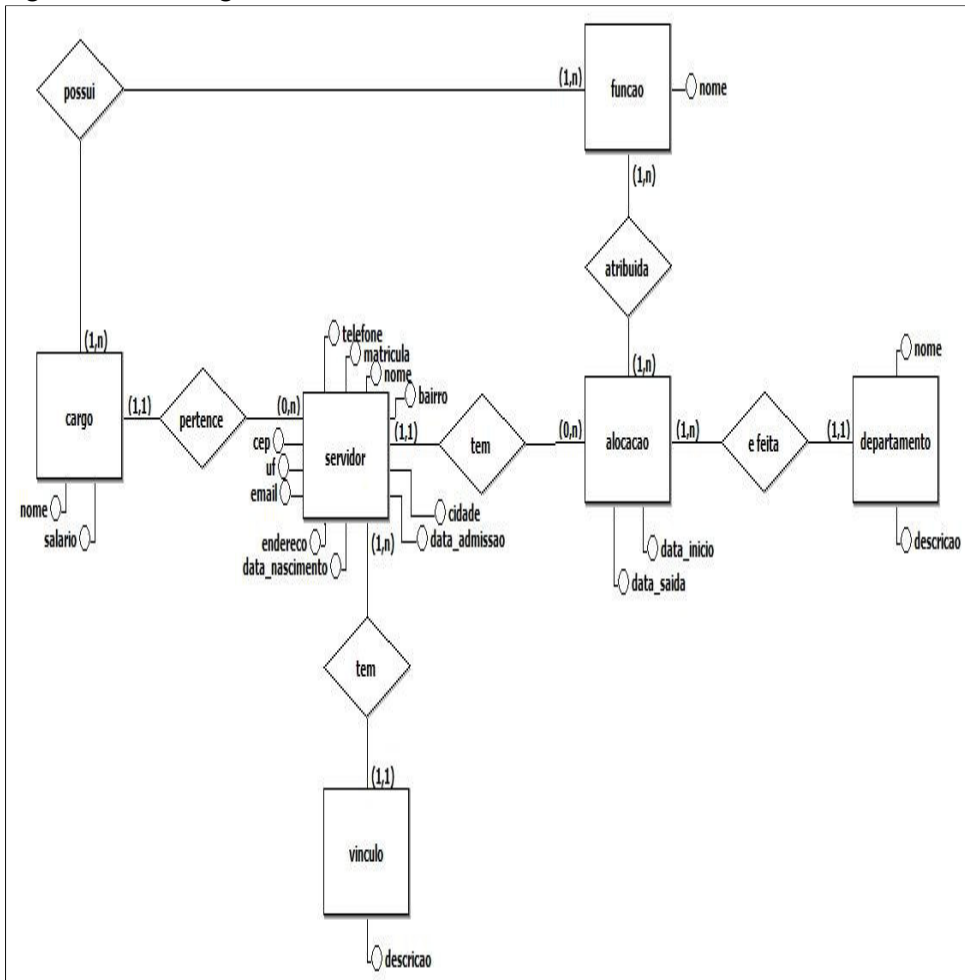 possui
(1,n)
funcao
nome
(1,n)
atribuida
(1,n)
(1,n)
cargo
(1,1)
nome
salario
pertence
(0,n)
telefone
matricula
nome
bairro
cep
uf
email
servidor
(1,1)
endereco
data_nascimento
(1,n)
cidade
data_admissao
tem
(0,n)
alocacao
(1,n)
data_inicio
data_saida
e feita
(1,1)
nome
departamento
descricao
tem
(1,1)
vinculo
descricao